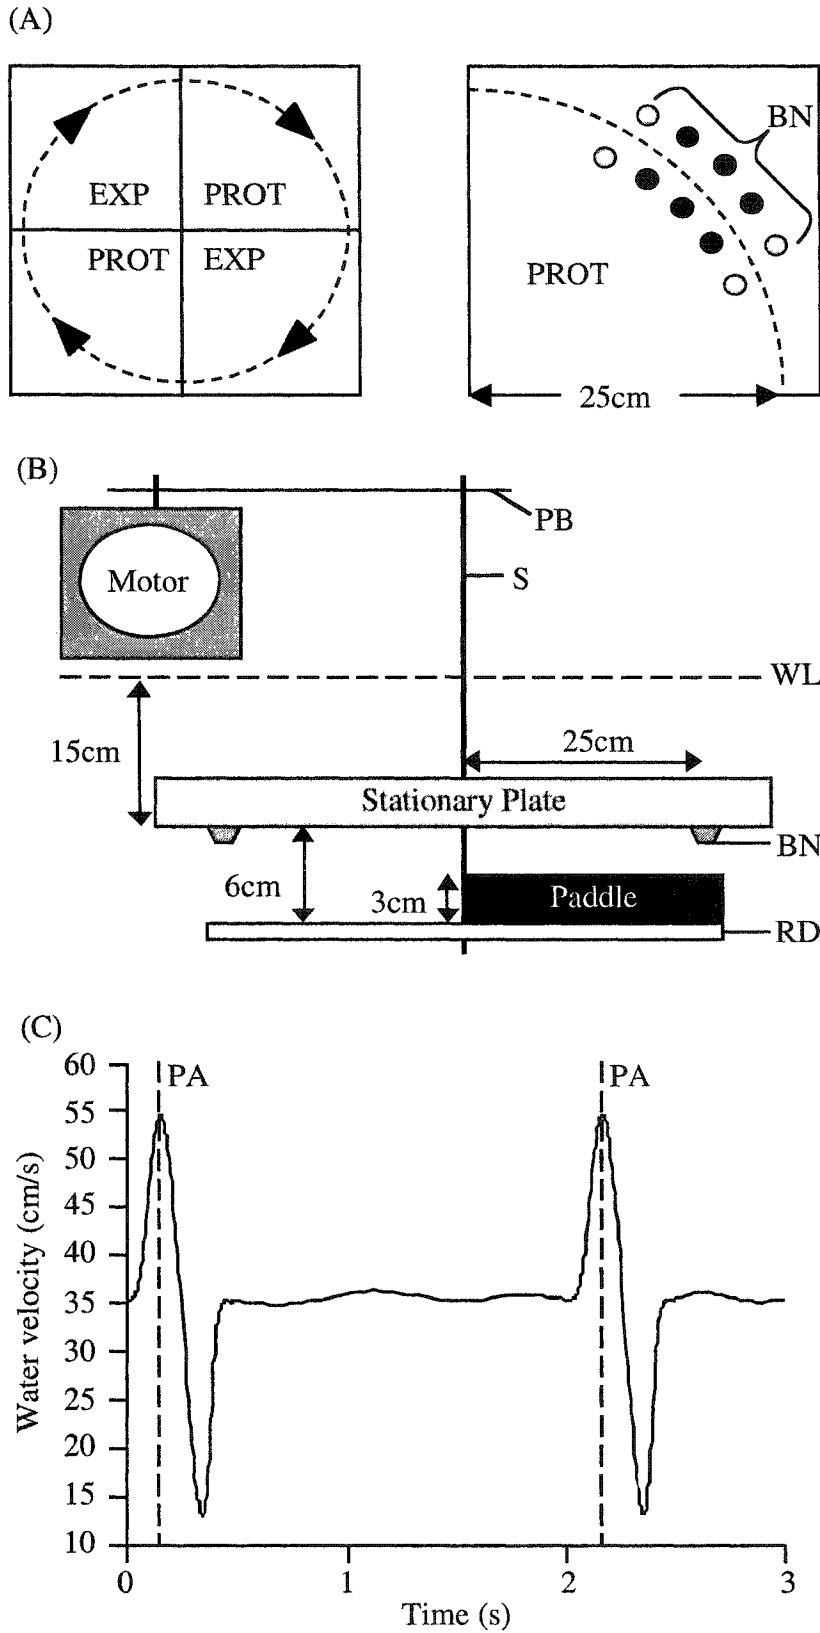 (A)
EXP PROT
PROT EXP
BN
PROT
25cm
(B)
PB
Motor
S
WL
15cm
25cm
Stationary Plate
BN
6cm
3cm
Paddle
RD
(C)
60
55
50
45
40
35
30
25
20
15
10
Water velocity (cm/s)
PA PA
0 1 2 3
Time (s)